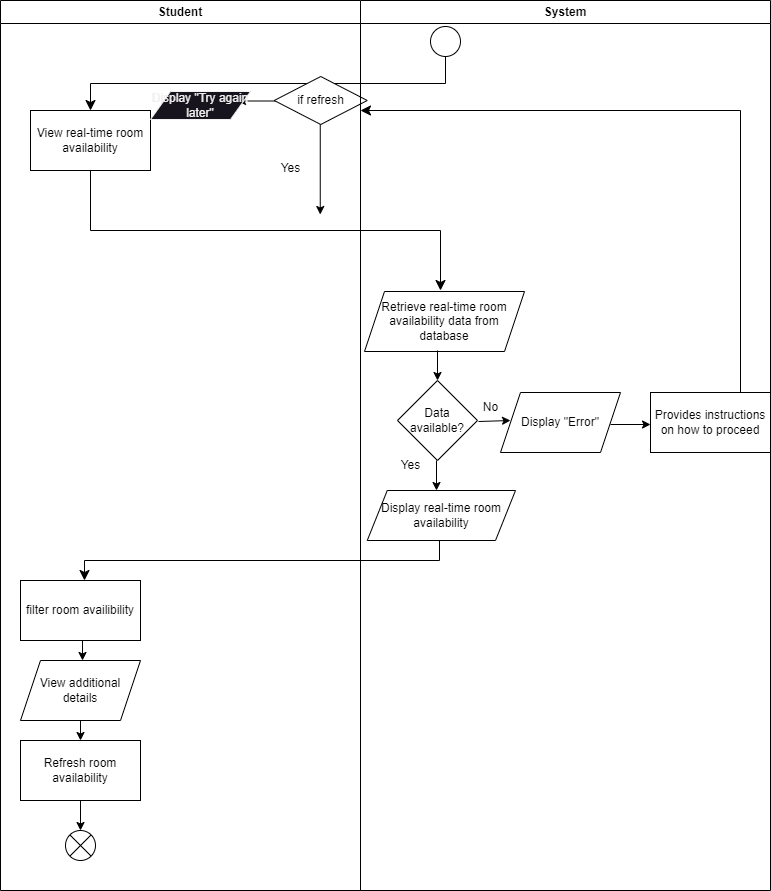 Student
System
if refresh
Display "Try again
later"
View real-time room
availability
Yes
Retrieve real-time room
availability data from
database
Data
available?
No
Display "Error"
Provides instructions
on how to proceed
Yes
Display real-time room
availability
filter room availibility
View additional
details
Refresh room
availability